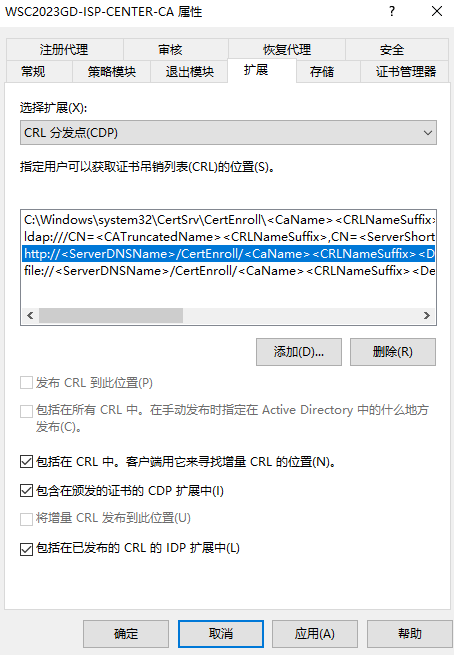 WSC2023GD-ISP-CENTER-CA 属性
注册代理 审核 恢复代理 安全
常规 策略模块 退出模块 扩展 存储 证书管理器
选择扩展(X):
CRL 分发点(CDP)
指定用户可以获取证书吊销列表(CRL)的位置(S)。
C:\Windows\system32\CertSrv\CertEnroll\<CaName><CRLNameSuffix>
ldap:///CN=<CATruncatedName><CRLNameSuffix>,CN=<ServerShort
http://<ServerDNSName>/CertEnroll/<CaName><CRLNameSuffix><D
file://<ServerDNSName>/CertEnroll/<CaName><CRLNameSuffix><De
添加(D)... 删除(R)
发布 CRL 到此位置(P)
包括在所有 CRL 中。在手动发布时指定在 Active Directory 中的什么地方
发布(C)。
包括在 CRL 中。客户端用它来寻找增量 CRL 的位置(N)。
包含在颁发的证书的 CDP 扩展中(I)
将增量 CRL 发布到此位置(U)
包括在已发布的 CRL 的 IDP 扩展中(L)
确定 取消 应用(A) 帮助